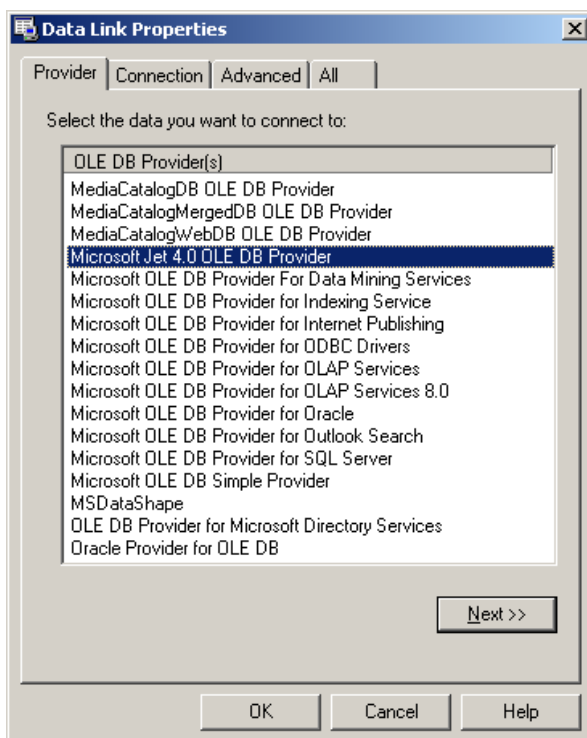 Data Link Properties
Provider Connection Advanced All
Select the data you want to connect to:
OLE DB Provider(s)
MediaCatalogDB OLE DB Provider
MediaCatalogMergedDB OLE DB Provider
MediaCatalogWebDB OLE DB Provider
Microsoft Jet 4.0 OLE DB Provider
Microsoft OLE DB Provider For Data Mining Services
Microsoft OLE DB Provider for Indexing Service
Microsoft OLE DB Provider for Internet Publishing
Microsoft OLE DB Provider for ODBC Drivers
Microsoft OLE DB Provider for OLAP Services
Microsoft OLE DB Provider for OLAP Services 8.0
Microsoft OLE DB Provider for Oracle
Microsoft OLE DB Provider for Outlook Search
Microsoft OLE DB Provider for SQL Server
Microsoft OLE DB Simple Provider
MSDataShape
OLE DB Provider for Microsoft Directory Services
Oracle Provider for OLE DB
Next >>
OK Cancel Help